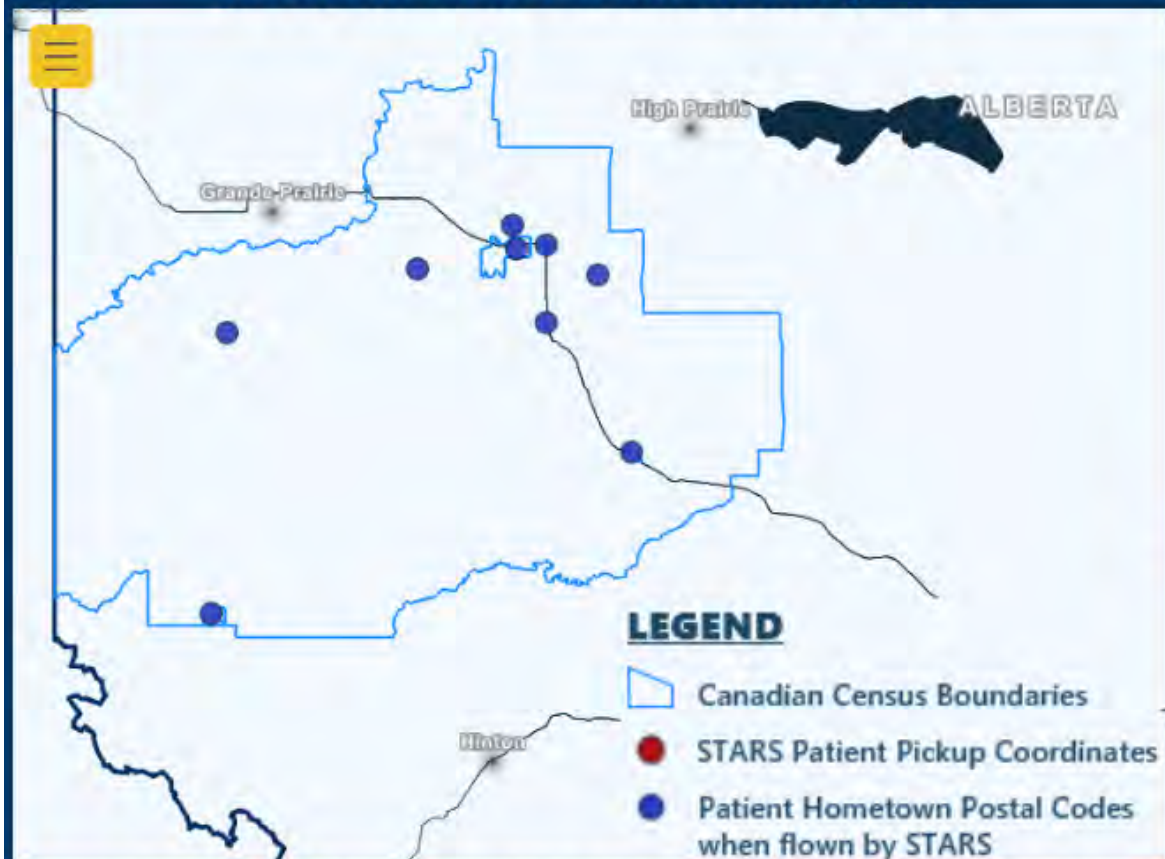 High Prairie
ALBERTA
Grande Prairie
Hinton
LEGEND
Canadian Census Boundaries
STARS Patient Pickup Coordinates
Patient Hometown Postal Codes
when flown by STARS